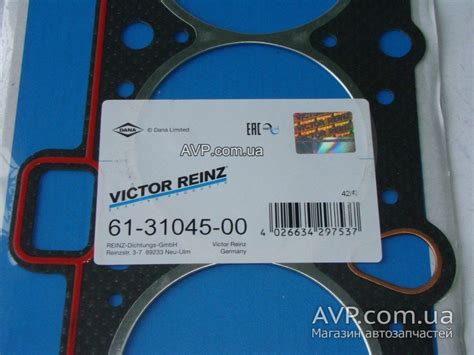 DANA
© Dana Limited
EAC
AVP.com.ua
VICTOR REINZ
42/F/
61-31045-00
4 026634 297537
REINZ-Dichtungs-GmbH
Reinzstr. 3-7 89233 Neu-Ulm
Victor Reinz
Germany
AVP.com.ua
Магазин автозапчастей